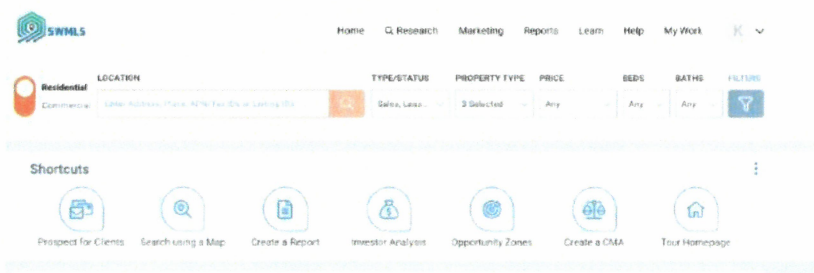 SWMLS
Home Research Marketing Reports Learn Help My Work K
LOCATION TYPE/STATUS PROPERTY TYPE PRICE BEDS BATHS FILTERS
Residential
Commercial
Sales, Leas... 3 Selected Any Any Any
Shortcuts
Prospect for Clients Search using a Map Create a Report Investor Analysis Opportunity Zones Create a CMA Tour Homepage